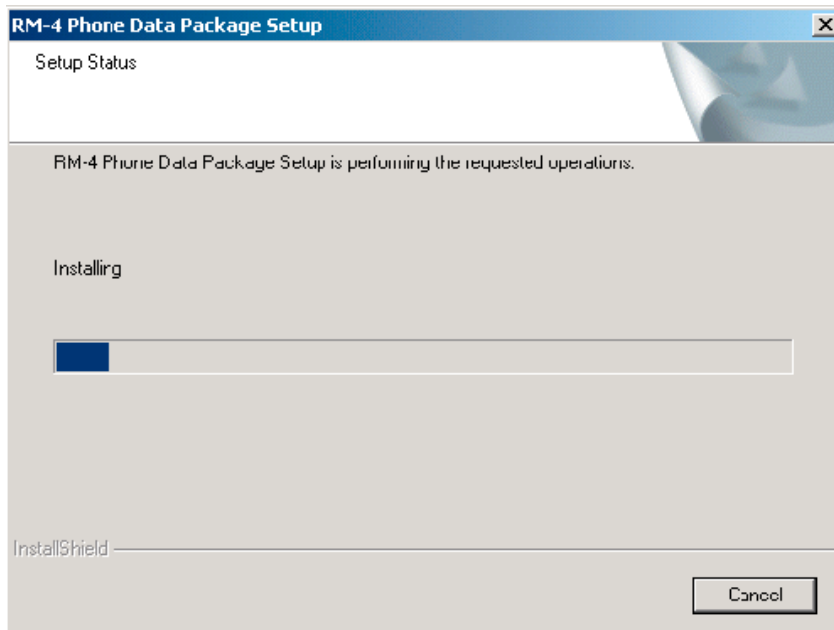 RM-4 Phone Data Package Setup
Setup Status
RM-4 Phone Data Package Setup is performing the requested operations.
Installing
InstallShield
Cancel